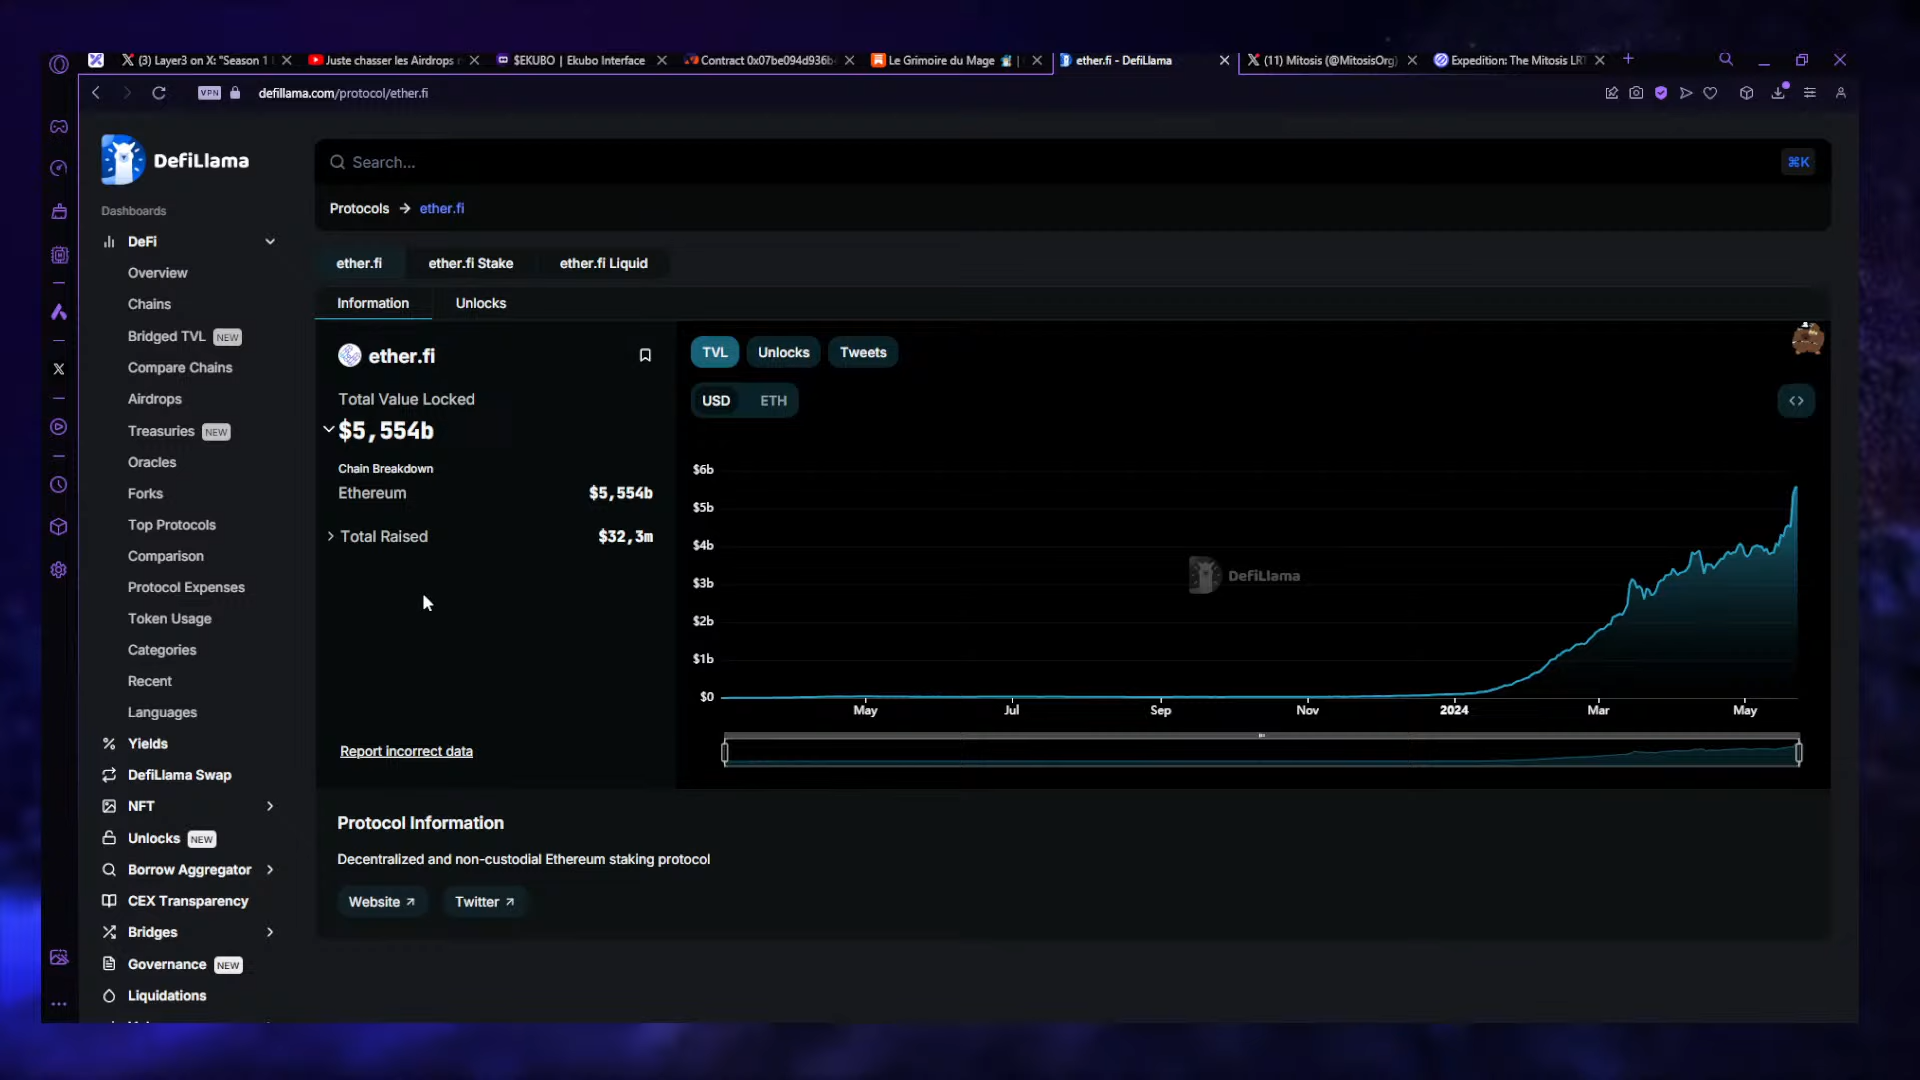 (3) Layer3 on X: "Season 1
Juste chasser les Airdrops
$EKUBO | Ekubo Interface
Contract 0x07be094d936b
Le Grimoire du Mage
ether.fi - DefiLlama
(11) Mitosis (@MitosisOrg)
Expedition: The Mitosis LRT
VPN
defillama.com/protocol/ether.fi
DefiLlama
Search...
⌘K
Protocols → ether.fi
Dashboards
DeFi
Overview
Chains
Bridged TVL NEW
Compare Chains
Airdrops
Treasuries NEW
Oracles
Forks
Top Protocols
Comparison
Protocol Expenses
Token Usage
Categories
Recent
Languages
Yields
DefiLlama Swap
NFT
Unlocks NEW
Borrow Aggregator
CEX Transparency
Bridges
Governance NEW
Liquidations
ether.fi
ether.fi Stake
ether.fi Liquid
Information
Unlocks
ether.fi
Total Value Locked
$5,554b
Chain Breakdown
Ethereum $5,554b
Total Raised $32,3m
Report incorrect data
TVL
Unlocks
Tweets
USD
ETH
$6b
$5b
$4b
$3b
$2b
$1b
$0
DefiLlama
May
Jul
Sep
Nov
2024
Mar
May
Protocol Information
Decentralized and non-custodial Ethereum staking protocol
Website
Twitter